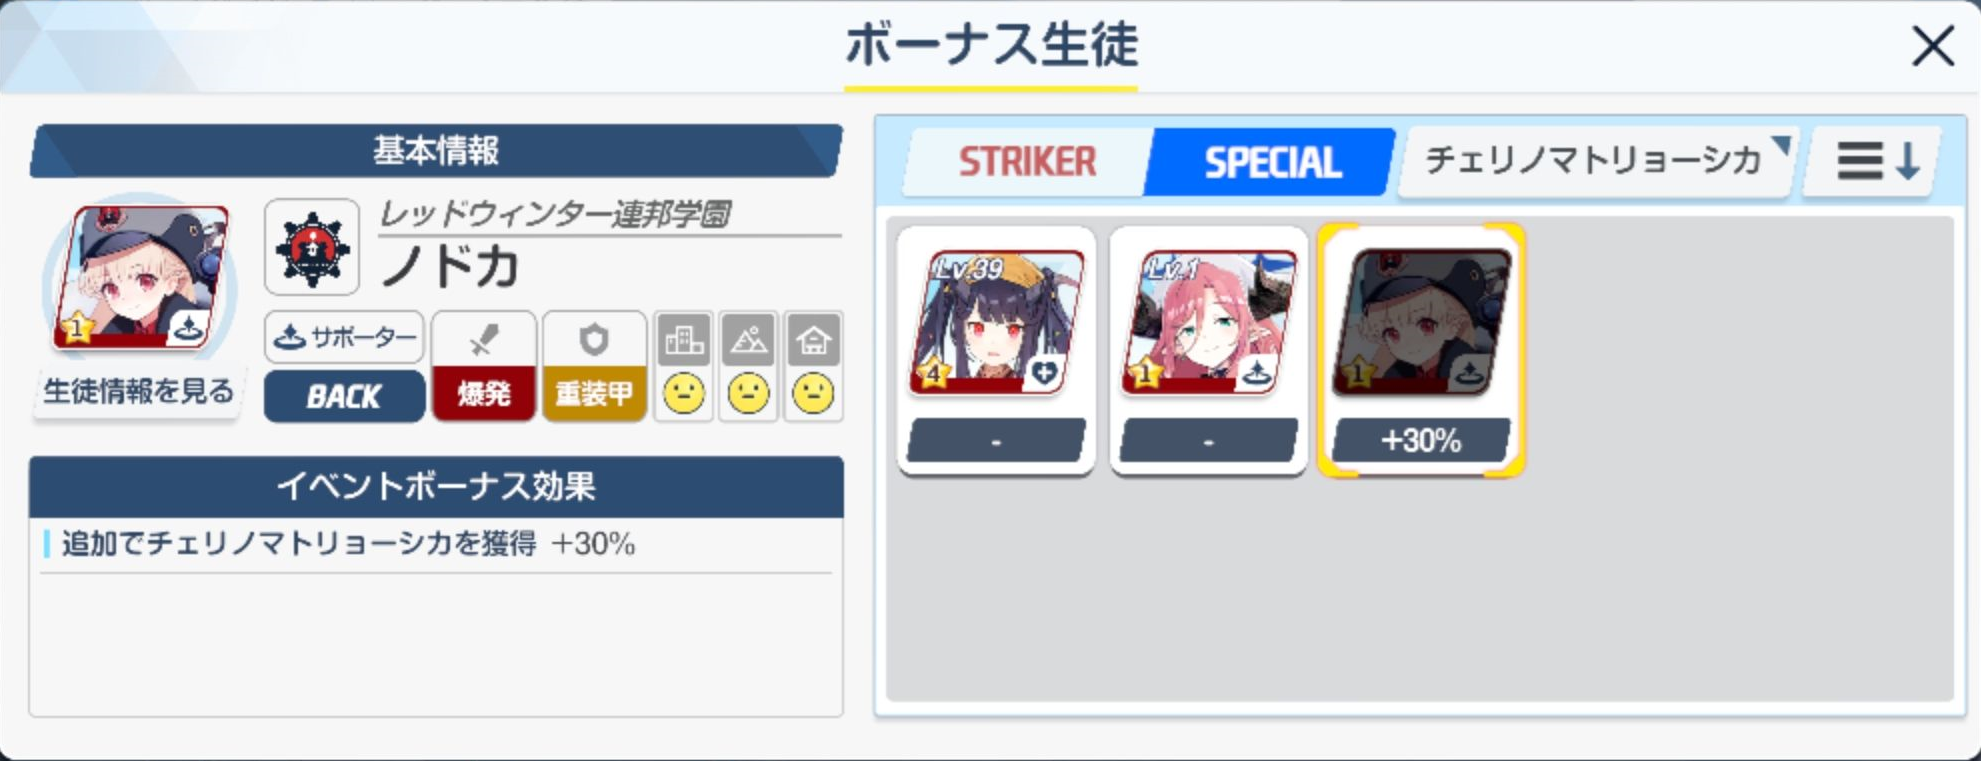 ボーナス生徒
基本情報
レッドウィンター連邦学園
ノドカ
1
サポーター
BACK
爆発
重装甲
生徒情報を見る
イベントボーナス効果
追加でチェリノマトリョーシカを獲得 +30%
STRIKER
SPECIAL
チェリノマトリョーシカ
Lv.39
4
-
Lv.1
1
-
1
+30%